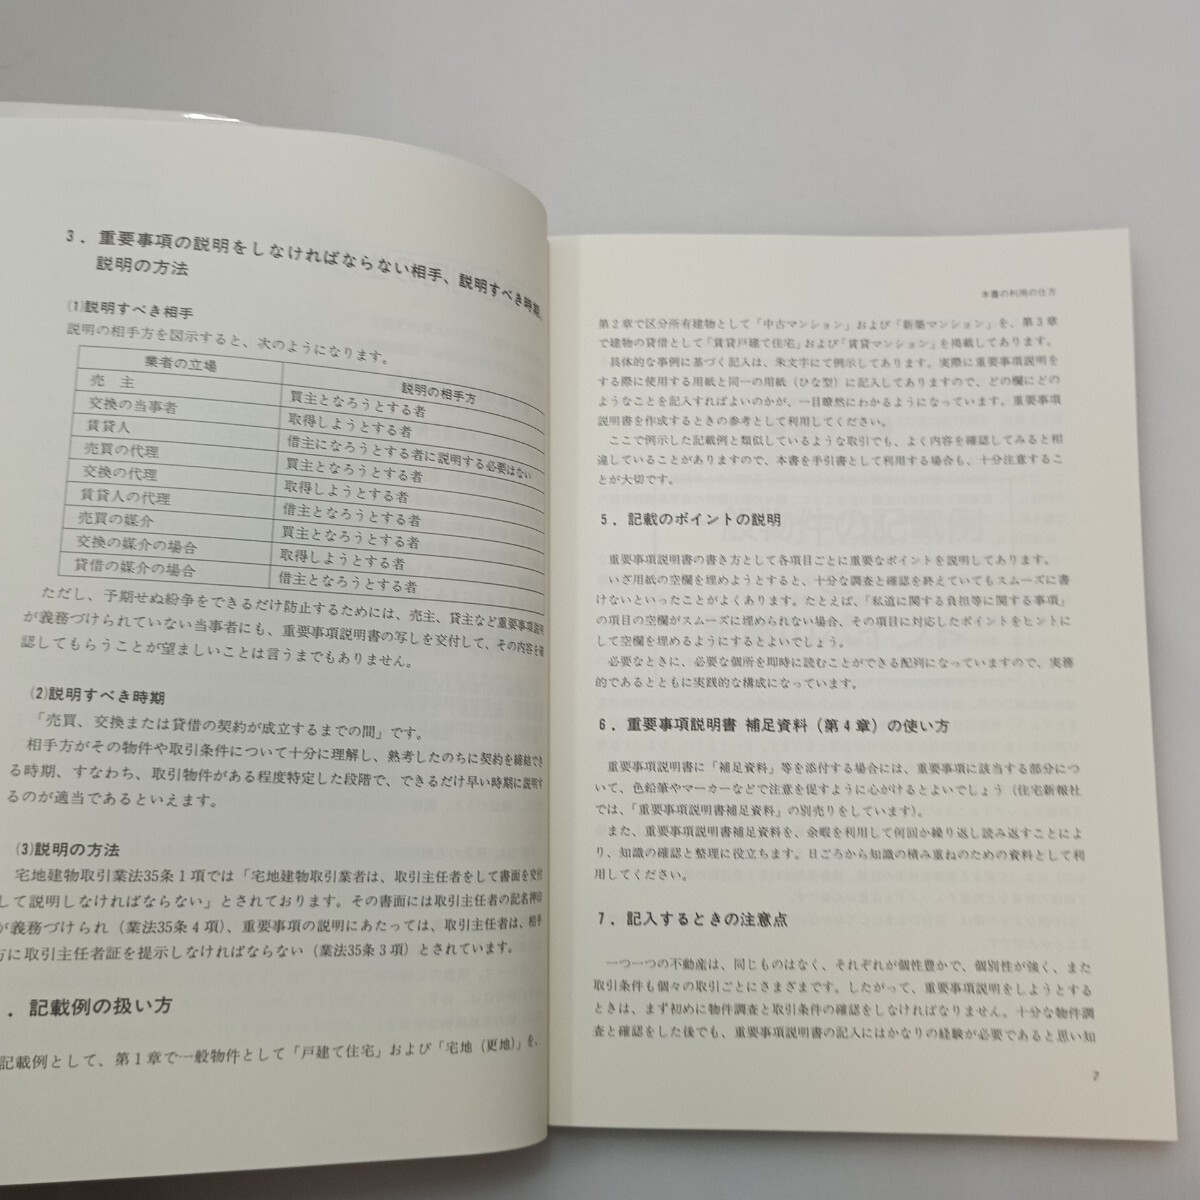 3．重要事項の説明をしなければならない相手、説明すべき時期、
説明の方法
(1)説明すべき相手
説明の相手方を図示すると、次のようになります。
業者の立場 説明の相手方
売　主 買主となろうとする者
交換の当事者 取得しようとする者
賃貸人 借主になろうとする者に説明する必要はない
売買の代理 買主となろうとする者
交換の代理 取得しようとする者
賃貸人の代理 借主となろうとする者
売買の媒介 買主となろうとする者
交換の媒介の場合 取得しようとする者
貸借の媒介の場合 借主となろうとする者
ただし、予期せぬ紛争をできるだけ防止するためには、売主、貸主など重要事項説明
が義務づけられていない当事者にも、重要事項説明書の写しを交付して、その内容を確
認してもらうことが望ましいことは言うまでもありません。
(2)説明すべき時期
「売買、交換または貸借の契約が成立するまでの間」です。
相手方がその物件や取引条件について十分に理解し、熟考したのちに契約を締結でき
る時期、すなわち、取引物件がある程度特定した段階で、できるだけ早い時期に説明す
るのが適当であるといえます。
(3)説明の方法
宅地建物取引業法35条1項では「宅地建物取引業者は、取引主任者をして書面を交付
して説明しなければならない」とされております。その書面には取引主任者の記名押印
が義務づけられ（業法35条4項）、重要事項の説明にあたっては、取引主任者は、相手
方に取引主任者証を提示しなければならない（業法35条3項）とされています。
．記載例の扱い方
記載例として、第1章で一般物件として「戸建て住宅」および「宅地（更地）」を、
本書の利用の仕方
第2章で区分所有建物として「中古マンション」および「新築マンション」を、第3章
で建物の貸借として「賃貸戸建て住宅」および「賃貸マンション」を掲載してあります。
具体的な事例に基づく記入は、朱文字にて例示してあります。実際に重要事項説明を
する際に使用する用紙と同一の用紙（ひな型）に記入してありますので、どの欄にどの
ようなことを記入すればよいのかが、一目瞭然にわかるようになっています。重要事項
説明書を作成するときの参考として利用してください。
ここで例示した記載例と類似しているような取引でも、よく内容を確認してみると相
違していることがありますので、本書を手引書として利用する場合も、十分注意するこ
とが大切です。
5．記載のポイントの説明
重要事項説明書の書き方として各項目ごとに重要なポイントを説明してあります。
いざ用紙の空欄を埋めようとすると、十分な調査と確認を終えていてもスムーズに書
けないといったことがよくあります。たとえば、「私道に関する負担等に関する事項」
の項目の空欄がスムーズに埋められない場合、その項目に対応したポイントをヒントに
して空欄を埋めるようにするとよいでしょう。
必要なときに、必要な個所を即時に読むことができる配列になっていますので、実務
的であるとともに実践的な構成になっています。
6．重要事項説明書 補足資料（第4章）の使い方
重要事項説明書に「補足資料」等を添付する場合には、重要事項に該当する部分につ
いて、色鉛筆やマーカーなどで注意を促すように心がけるとよいでしょう（住宅新報社
では、「重要事項説明書補足資料」の別売りをしています）。
また、重要事項説明書補足資料を、余暇を利用して何回か繰り返し読み返すことによ
り、知識の確認と整理に役立ちます。日ごろから知識の積み重ねのための資料として利
用してください。
7．記入するときの注意点
一つ一つの不動産は、同じものはなく、それぞれが個性豊かで、個別性が強く、また
取引条件も個々の取引ごとにさまざまです。したがって、重要事項説明をしようとする
ときは、まず初めに物件調査と取引条件の確認をしなければなりません。十分な物件調
査と確認をした後でも、重要事項説明書の記入にはかなりの経験が必要であると思い知
7